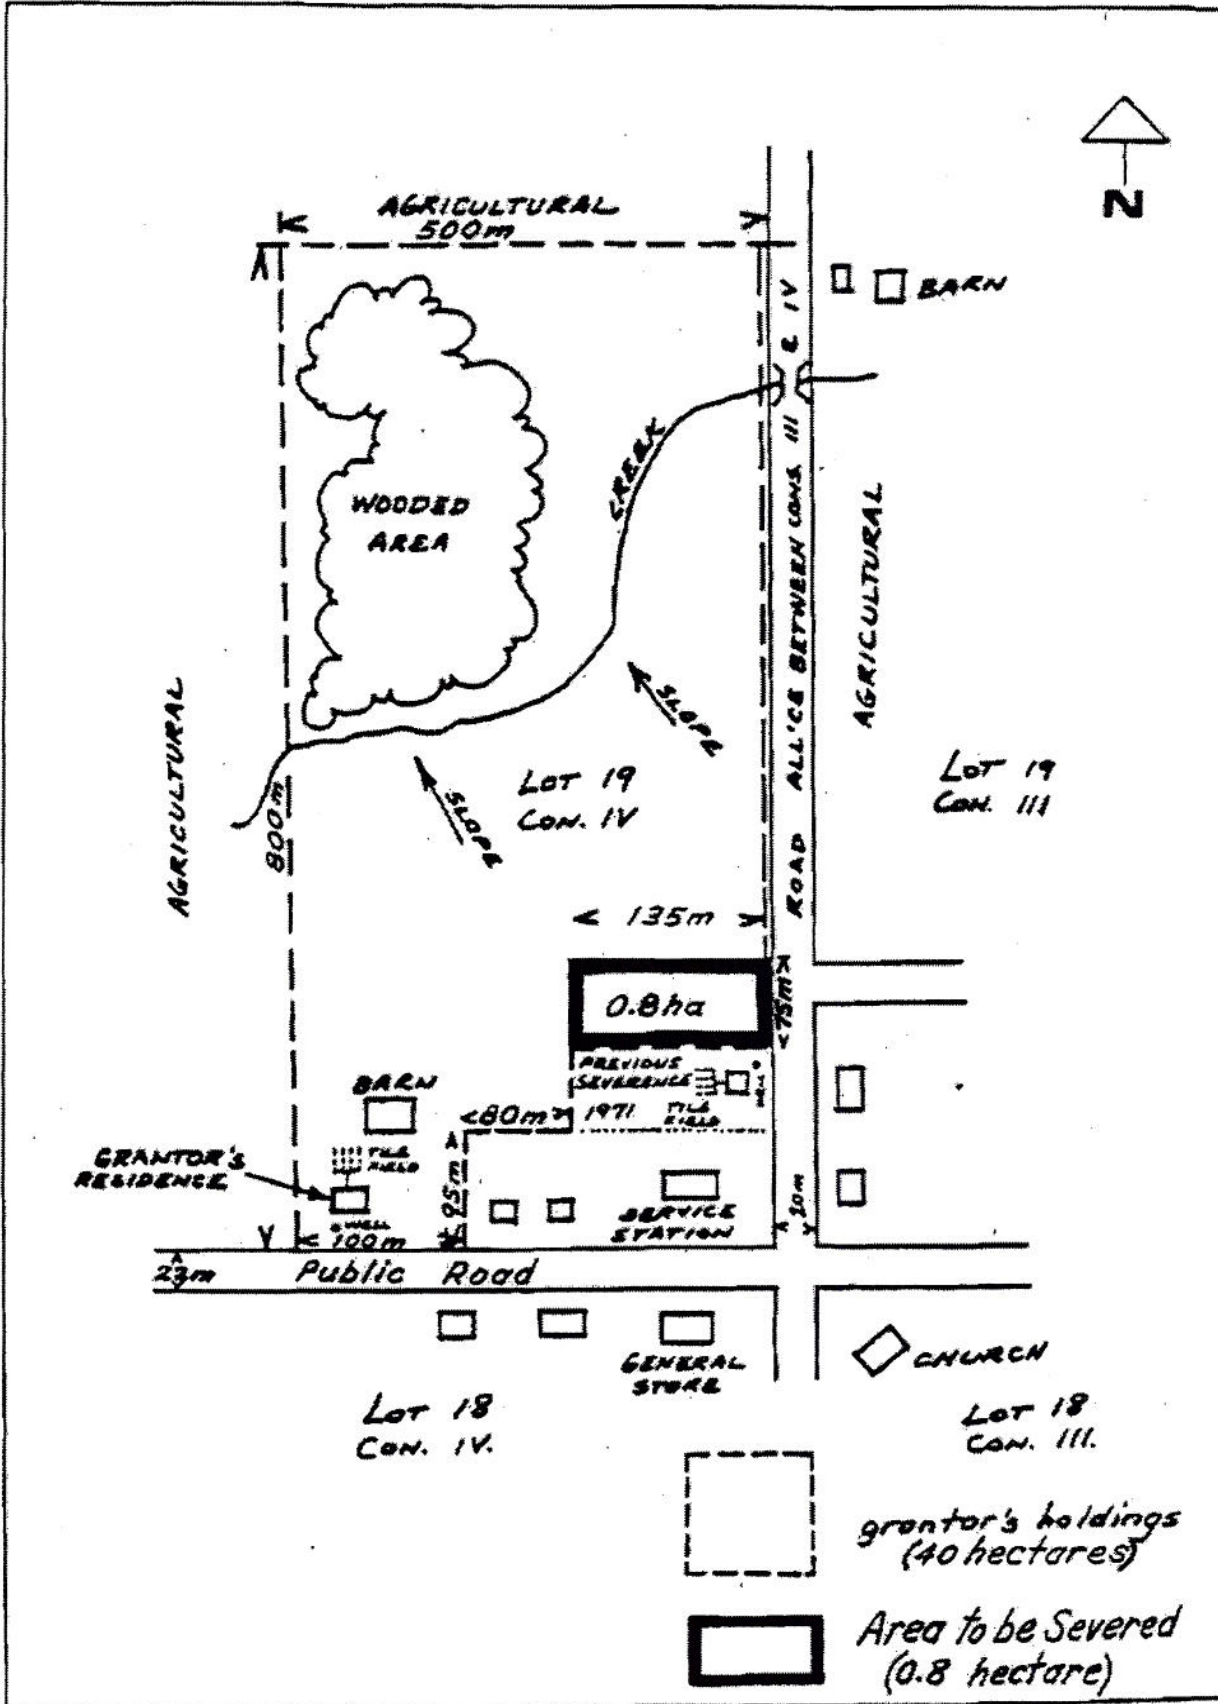 N
AGRICULTURAL
500m
BARN
ROAD ALL'CE BETWEEN CONS III & IV
CREEK
WOODED
AREA
AGRICULTURAL
AGRICULTURAL
SLOPE
SLOPE
800m
LOT 19
CON. IV
LOT 19
CON. III
135m
0.8ha
75m
PREVIOUS
SEVERENCE
1971
TILE
FIELD
WELL
BARN
80m
95m
TILE
FIELD
GRANTOR'S
RESIDENCE
WELL
100m
SERVICE
STATION
20m
23m
Public Road
GENERAL
STORE
CHURCH
LOT 18
CON. IV.
LOT 18
CON. III.
grantor's holdings
(40 hectares)
Area to be Severed
(0.8 hectare)